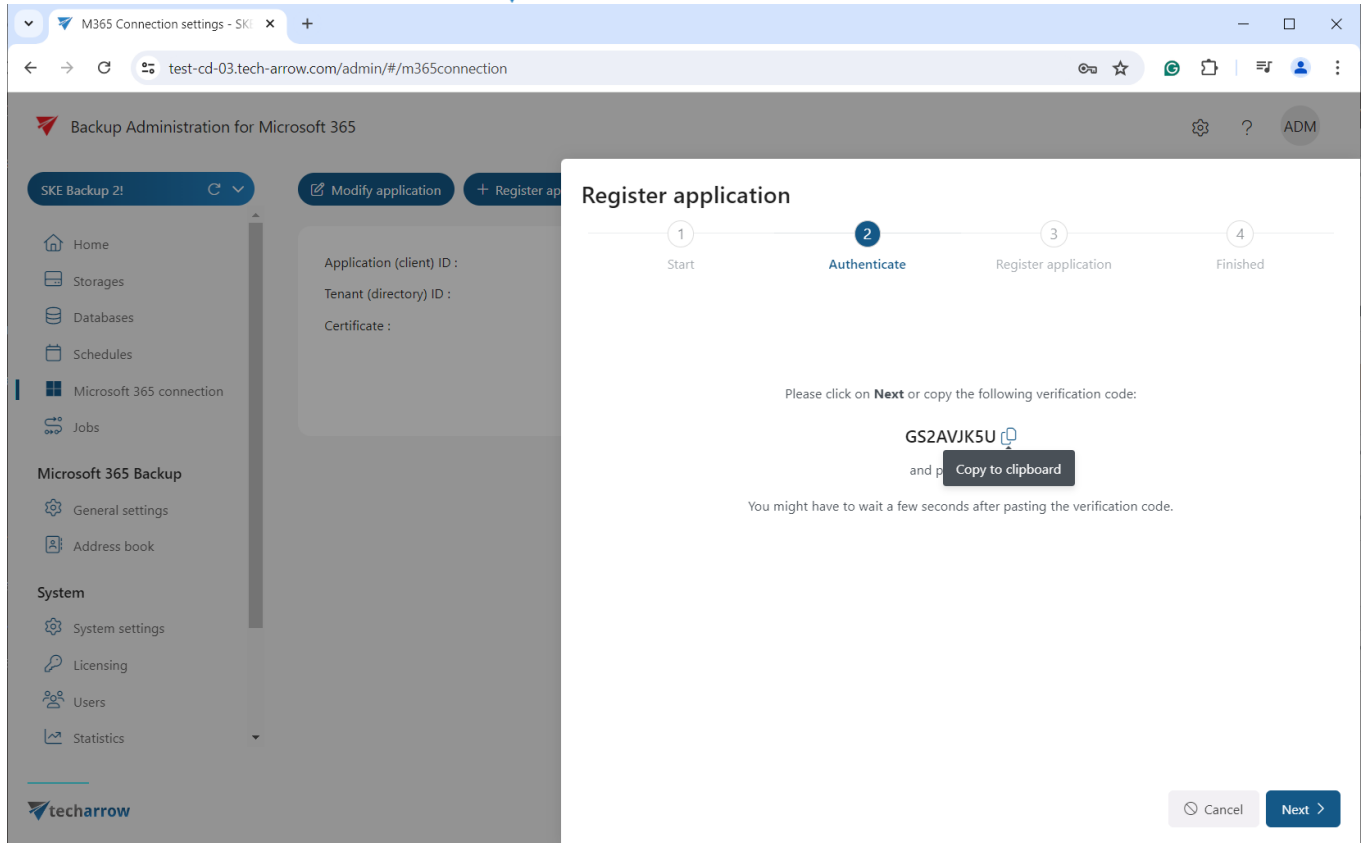 M365 Connection settings - SKE
test-cd-03.tech-arrow.com/admin/#/m365connection
Backup Administration for Microsoft 365
ADM
SKE Backup 2!
Home
Storages
Databases
Schedules
Microsoft 365 connection
Jobs
Microsoft 365 Backup
General settings
Address book
System
System settings
Licensing
Users
Statistics
techarrow
Modify application
+ Register ap
Application (client) ID :
Tenant (directory) ID :
Certificate :
Register application
1
2
3
4
Start
Authenticate
Register application
Finished
Please click on Next or copy the following verification code:
GS2AVJK5U
and p
Copy to clipboard
You might have to wait a few seconds after pasting the verification code.
Cancel
Next >